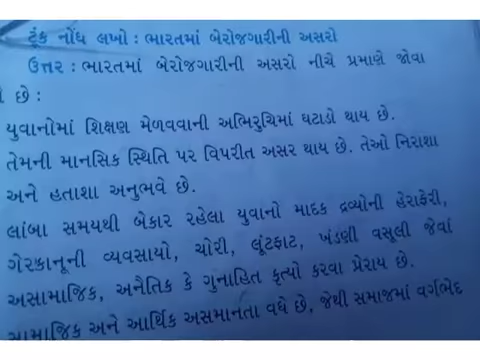 ટૂંક નોંધ લખો : ભારતમાં બેરોજગારીની અસરો
ઉત્તર : ભારતમાં બેરોજગારીની અસરો નીચે પ્રમાણે જોવા
છે :
યુવાનોમાં શિક્ષણ મેળવવાની અભિરુચિમાં ઘટાડો થાય છે.
તેમની માનસિક સ્થિતિ પર વિપરીત અસર થાય છે. તેઓ નિરાશા
અને હતાશા અનુભવે છે.
લાંબા સમયથી બેકાર રહેલા યુવાનો માદક દ્રવ્યોની હેરાફેરી,
ગેરકાનૂની વ્યવસાયો, ચોરી, લૂંટફાટ, ખંડણી વસૂલી જેવાં
અસામાજિક, અનૈતિક કે ગુનાહિત કૃત્યો કરવા પ્રેરાય છે.
સામાજિક અને આર્થિક અસમાનતા વધે છે, જેથી સમાજમાં વર્ગભેદ